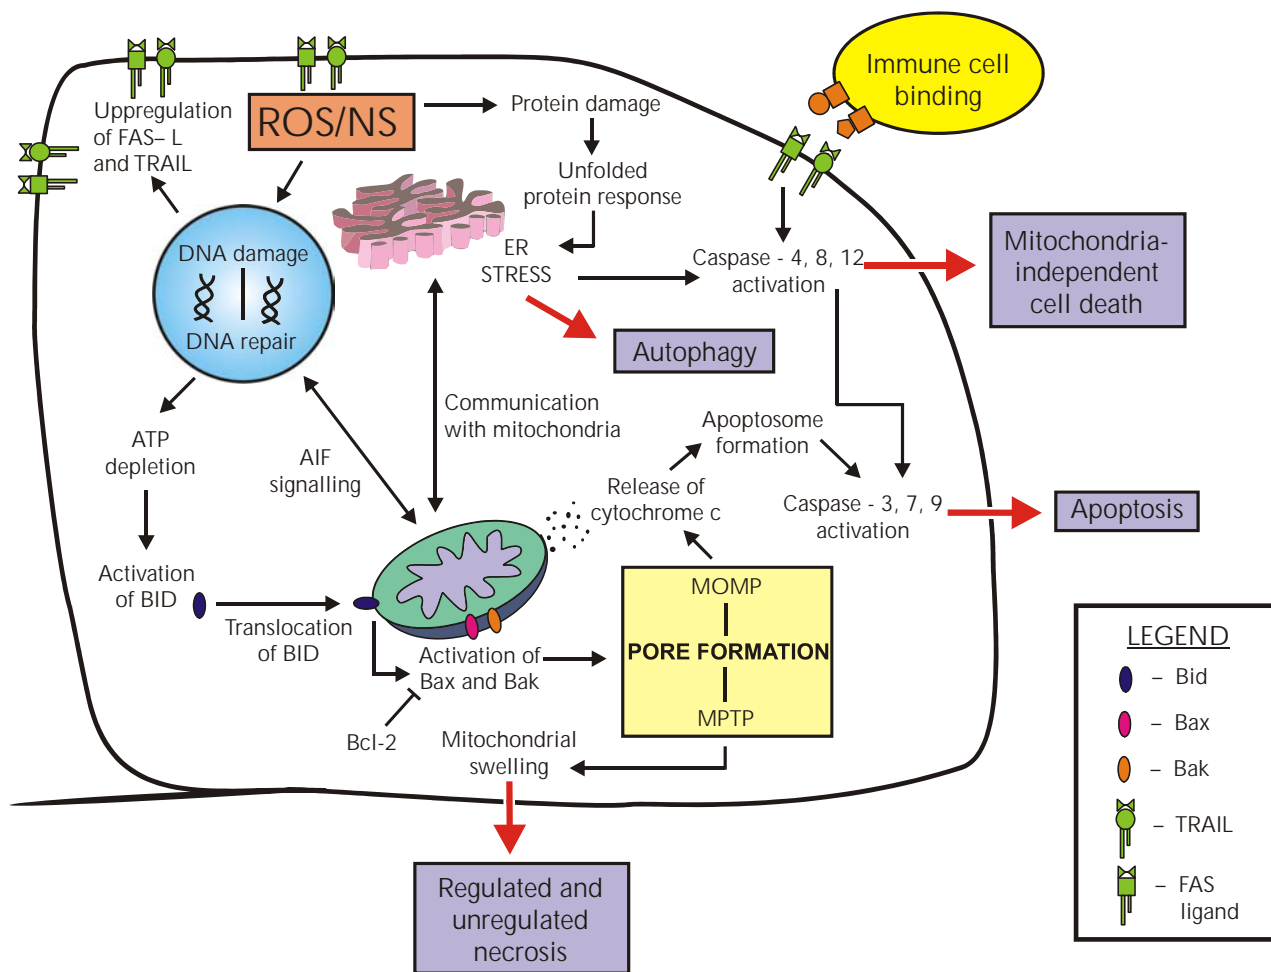 Immune cell
binding
Uppregulation
of FAS– L
and TRAIL
ROS/NS
Protein damage
Unfolded
protein response
DNA damage
DNA repair
ER
STRESS
Caspase - 4, 8, 12
activation
Mitochondria-
independent
cell death
Autophagy
ATP
depletion
AIF
signalling
Communication
with mitochondria
Apoptosome
formation
Release of
cytochrome c
Caspase - 3, 7, 9
activation
Apoptosis
Activation
of BID
Translocation
of BID
Activation of
Bax and Bak
Bcl-2
MOMP
PORE FORMATION
MPTP
Mitochondrial
swelling
Regulated and
unregulated
necrosis
LEGEND
– Bid
– Bax
– Bak
– TRAIL
– FAS
ligand